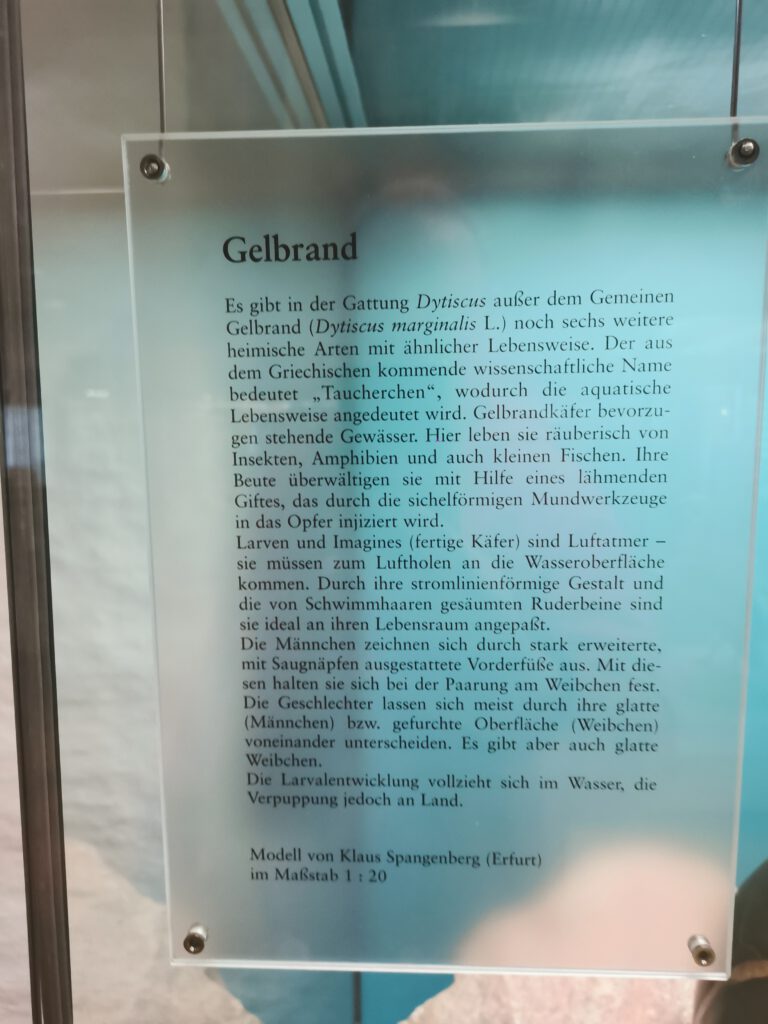 Gelbrand
Es gibt in der Gattung Dytiscus außer dem Gemeinen
Gelbrand (Dytiscus marginalis L.) noch sechs weitere
heimische Arten mit ähnlicher Lebensweise. Der aus
dem Griechischen kommende wissenschaftliche Name
bedeutet „Taucherchen“, wodurch die aquatische
Lebensweise angedeutet wird. Gelbrandkäfer bevorzu-
gen stehende Gewässer. Hier leben sie räuberisch von
Insekten, Amphibien und auch kleinen Fischen. Ihre
Beute überwältigen sie mit Hilfe eines lähmenden
Giftes, das durch die sichelförmigen Mundwerkzeuge
in das Opfer injiziert wird.
Larven und Imagines (fertige Käfer) sind Luftatmer –
sie müssen zum Luftholen an die Wasseroberfläche
kommen. Durch ihre stromlinienförmige Gestalt und
die von Schwimmhaaren gesäumten Ruderbeine sind
sie ideal an ihren Lebensraum angepaßt.
Die Männchen zeichnen sich durch stark erweiterte,
mit Saugnäpfen ausgestattete Vorderfüße aus. Mit die-
sen halten sie sich bei der Paarung am Weibchen fest.
Die Geschlechter lassen sich meist durch ihre glatte
(Männchen) bzw. gefurchte Oberfläche (Weibchen)
voneinander unterscheiden. Es gibt aber auch glatte
Weibchen.
Die Larvalentwicklung vollzieht sich im Wasser, die
Verpuppung jedoch an Land.
Modell von Klaus Spangenberg (Erfurt)
im Maßstab 1 : 20